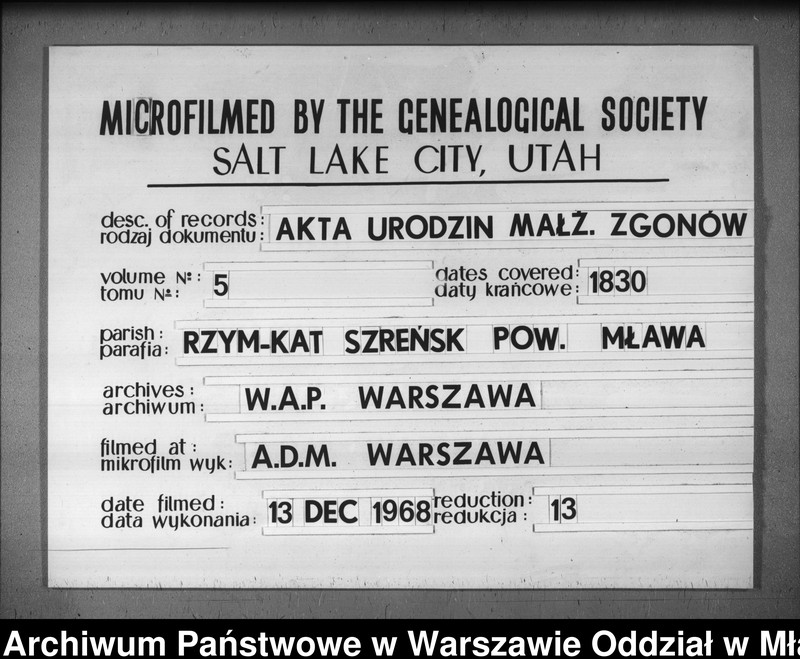 MICROFILMED BY THE GENEALOGICAL SOCIETY
SALT LAKE CITY, UTAH
desc. of records:
rodzaj dokumentu: AKTA URODZIN MAŁŻ. ZGONÓW
volume №: dates covered:
tomu №: 5 daty krańcowe: 1830
parish:
parafia: RZYM-KAT SZREŃSK POW. MŁAWA
archives:
archiwum: W.A.P. WARSZAWA
filmed at:
mikrofilm wyk: A.D.M. WARSZAWA
date filmed: reduction:
data wykonania: 13 DEC 1968 redukcja: 13
Archiwum Państwowe w Warszawie Oddział w Mła